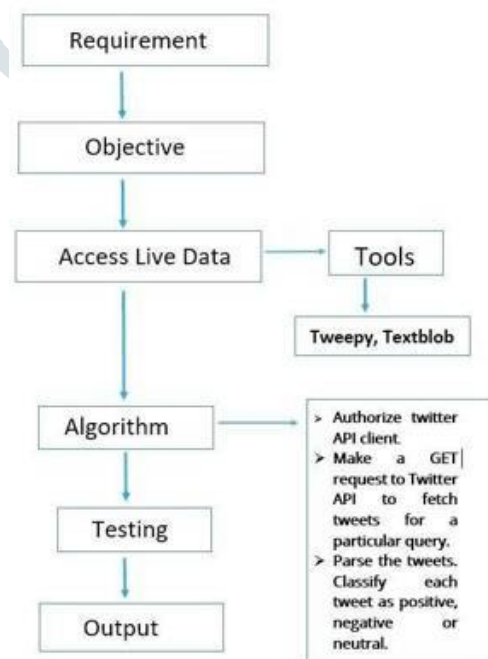 Requirement
Objective
Access Live Data
Tools
Tweepy, Textblob
Algorithm
➢ Authorize twitter
API client.
➢ Make a GET
request to Twitter
API to fetch
tweets for a
particular query.
➢ Parse the tweets.
Classify each
tweet as positive,
negative or
neutral.
Testing
Output